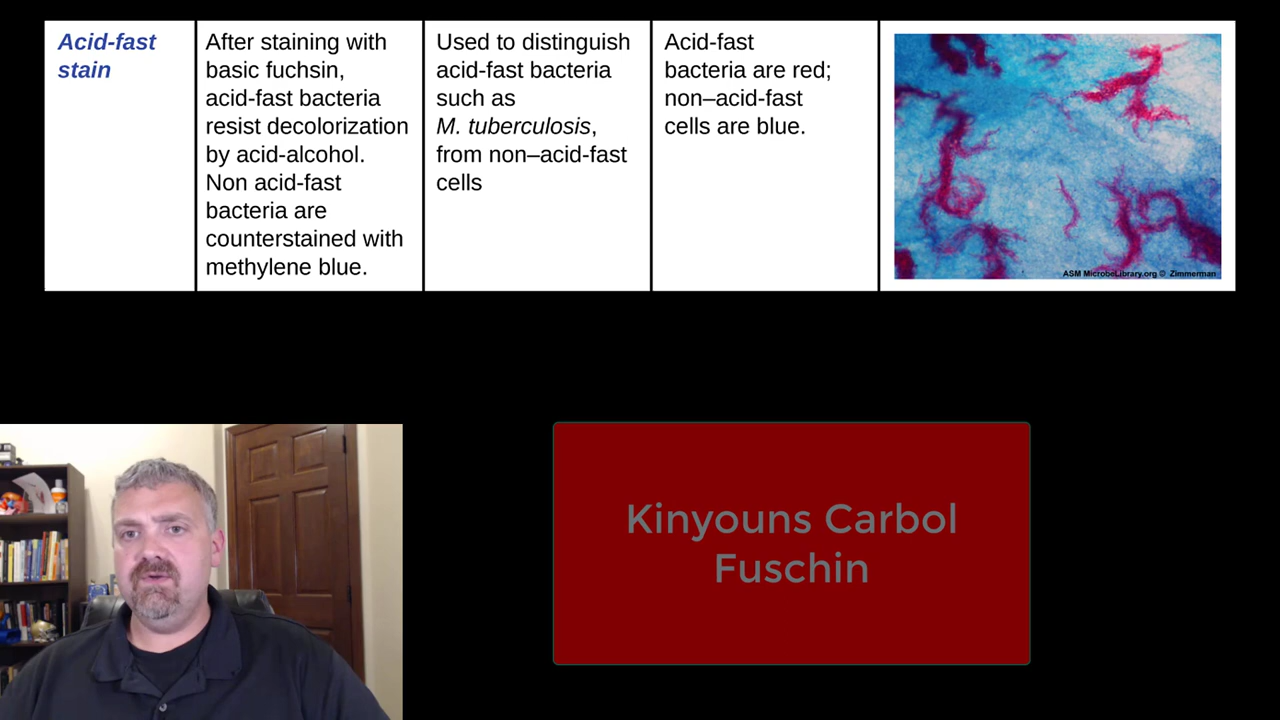 Acid-fast
stain
After staining with
basic fuchsin,
acid-fast bacteria
resist decolorization
by acid-alcohol.
Non acid-fast
bacteria are
counterstained with
methylene blue.
Used to distinguish
acid-fast bacteria
such as
M. tuberculosis,
from non–acid-fast
cells
Acid-fast
bacteria are red;
non–acid-fast
cells are blue.
ASM MicrobeLibrary.org © Zimmerman
Kinyouns Carbol
Fuschin